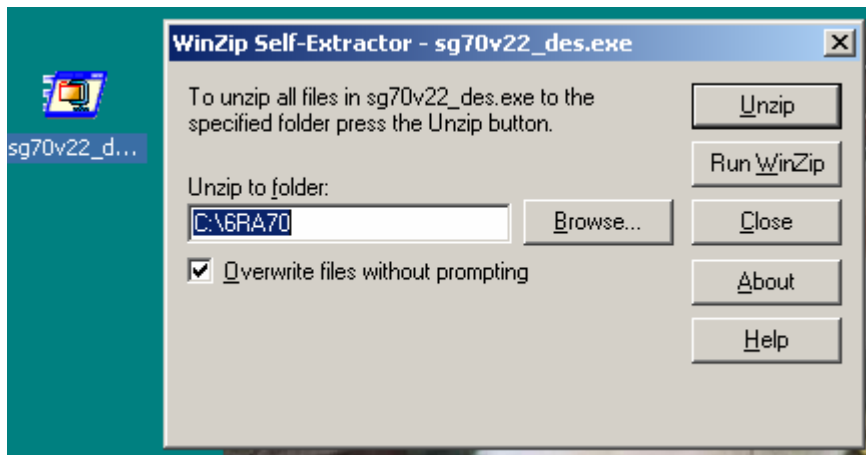 WinZip Self-Extractor - sg70v22_des.exe
sg70v22_d...
To unzip all files in sg70v22_des.exe to the
specified folder press the Unzip button.
Unzip to folder:
C:\6RA70
Browse...
Overwrite files without prompting
Unzip
Run WinZip
Close
About
Help